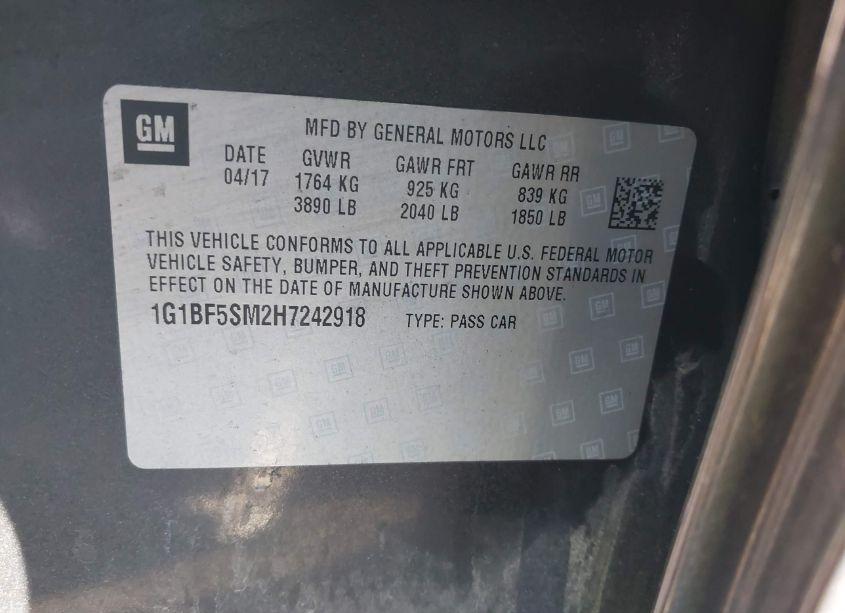 GM
MFD BY GENERAL MOTORS LLC
DATE GVWR GAWR FRT GAWR RR
04/17 1764 KG 925 KG 839 KG
3890 LB 2040 LB 1850 LB
THIS VEHICLE CONFORMS TO ALL APPLICABLE U.S. FEDERAL MOTOR
VEHICLE SAFETY, BUMPER, AND THEFT PREVENTION STANDARDS IN
EFFECT ON THE DATE OF MANUFACTURE SHOWN ABOVE.
1G1BF5SM2H7242918 TYPE: PASS CAR